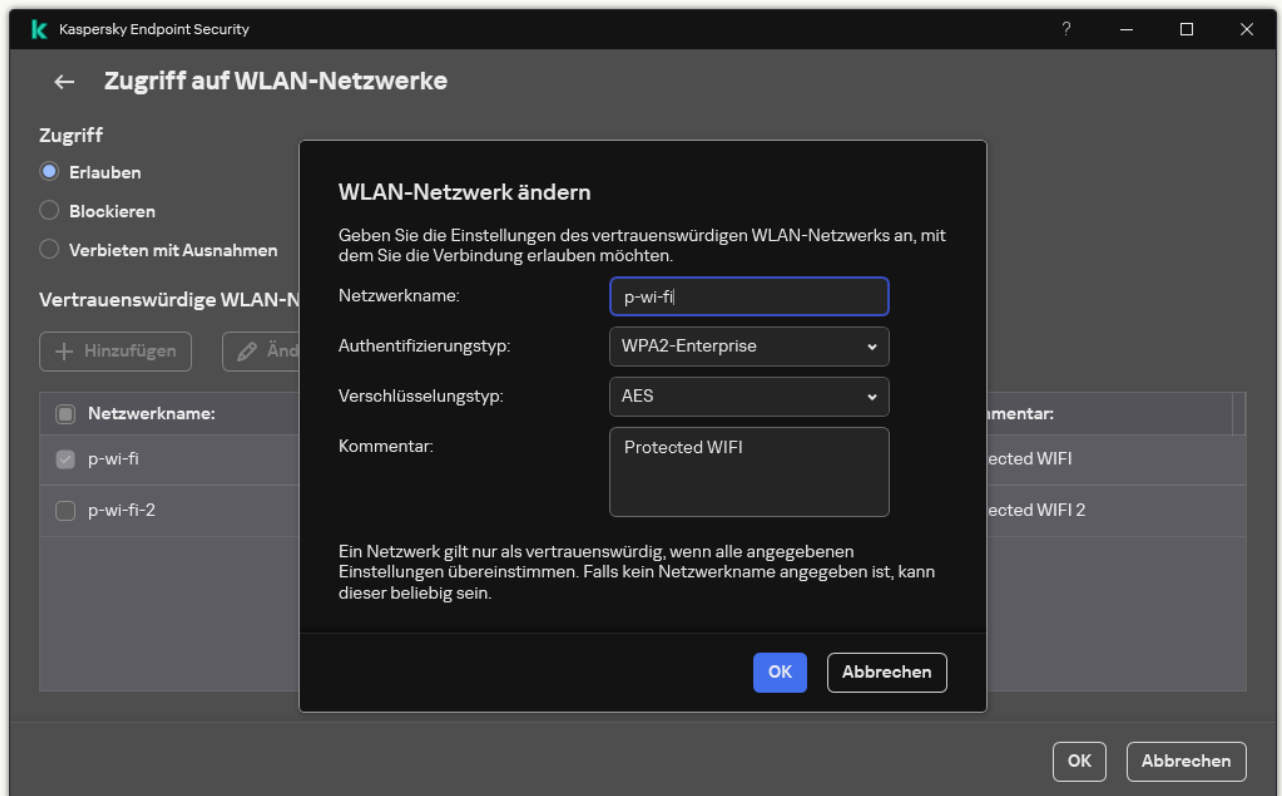 Kaspersky Endpoint Security
?
Zugriff auf WLAN-Netzwerke
Zugriff
Erlauben
Blockieren
Verbieten mit Ausnahmen
Vertrauenswürdige WLAN-N
Hinzufügen
Änd
Netzwerkname:
mmentar:
p-wi-fi
ected WIFI
p-wi-fi-2
ected WIFI 2
WLAN-Netzwerk ändern
Geben Sie die Einstellungen des vertrauenswürdigen WLAN-Netzwerks an, mit
dem Sie die Verbindung erlauben möchten.
Netzwerkname:
p-wi-fi
Authentifizierungstyp:
WPA2-Enterprise
Verschlüsselungstyp:
AES
Kommentar:
Protected WIFI
Ein Netzwerk gilt nur als vertrauenswürdig, wenn alle angegebenen
Einstellungen übereinstimmen. Falls kein Netzwerkname angegeben ist, kann
dieser beliebig sein.
OK
Abbrechen
OK
Abbrechen